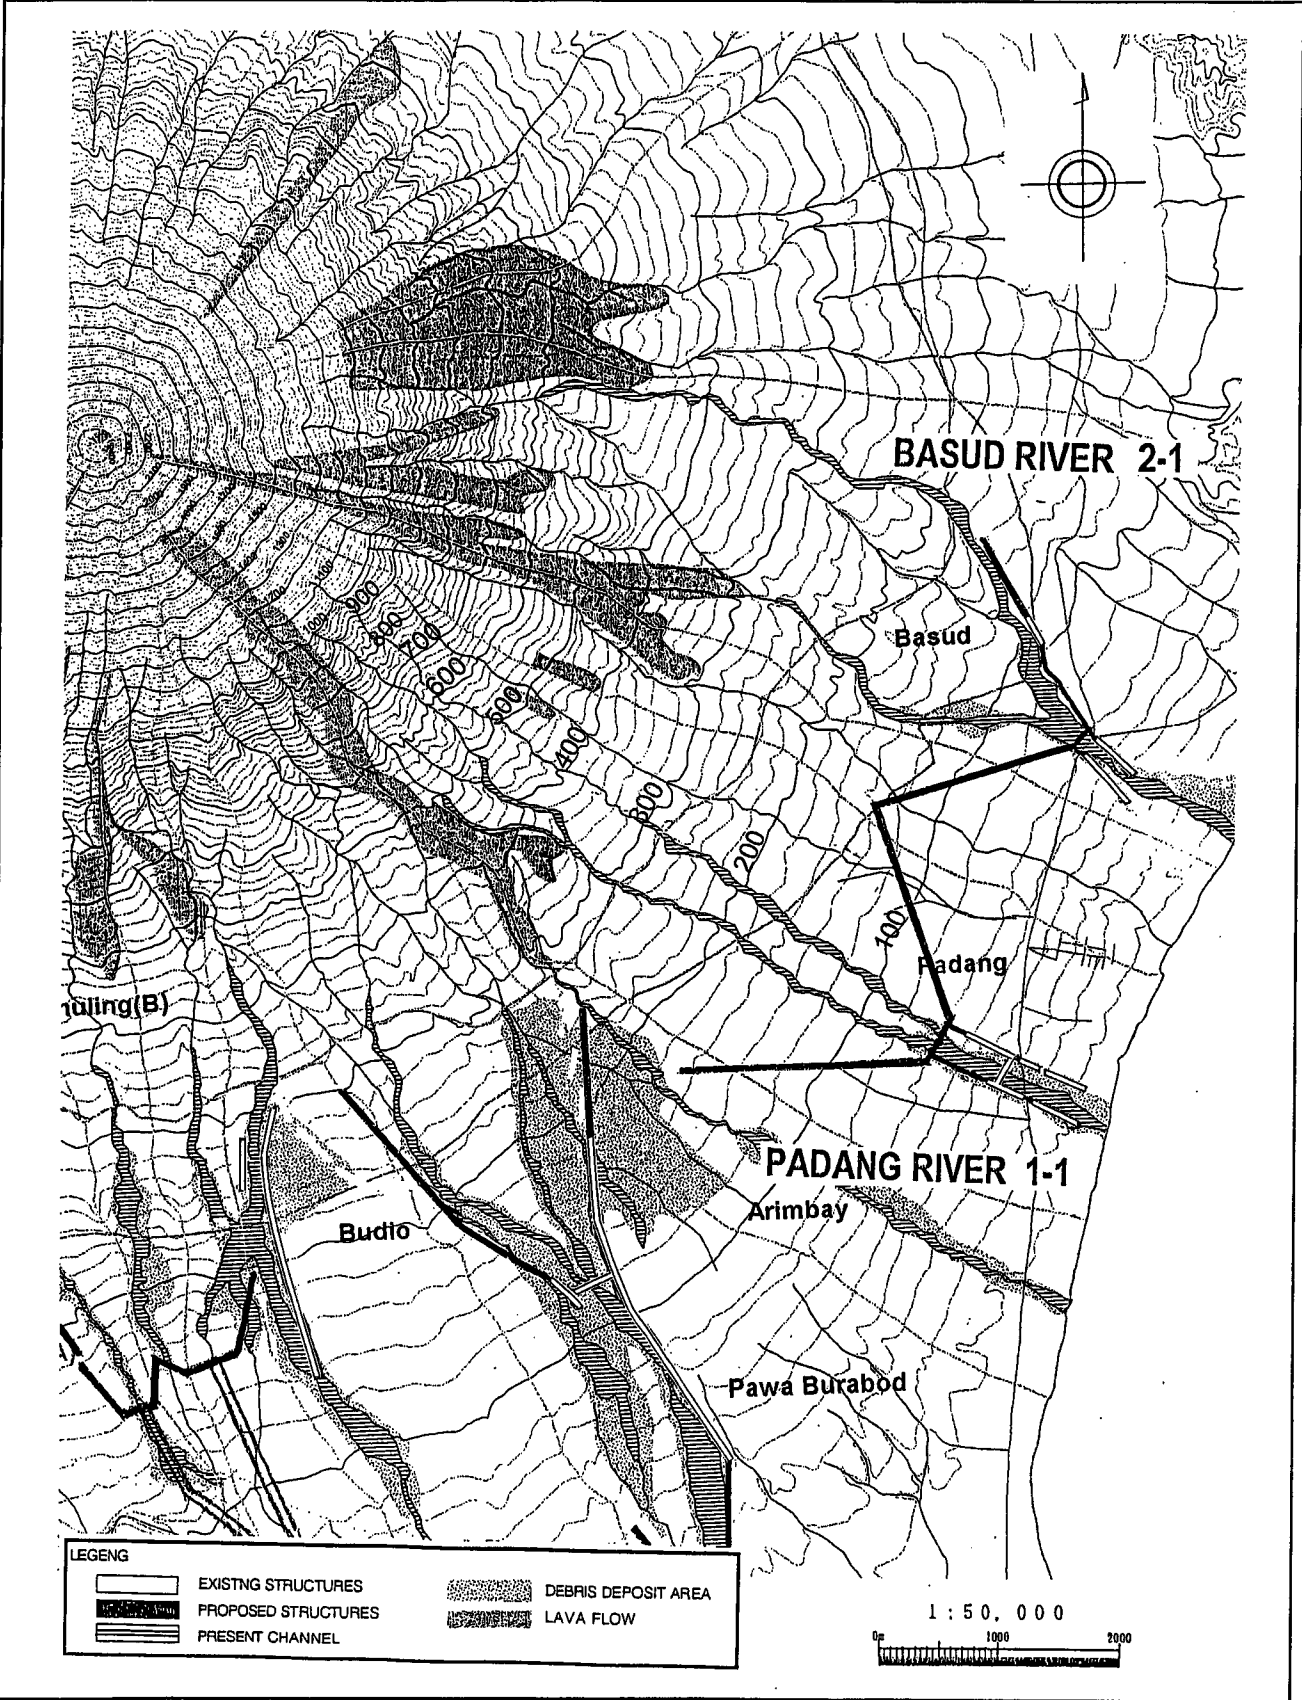 BASUD RIVER 2-1
Basud
900
800
700
600
500
400
300
200
100
Padang
PADANG RIVER 1-1
Arimbay
Budio
Pawa Burabod
uling(B)
LEGENG
EXISTNG STRUCTURES
PROPOSED STRUCTURES
PRESENT CHANNEL
DEBRIS DEPOSIT AREA
LAVA FLOW
1:50,000
0m 1000 2000